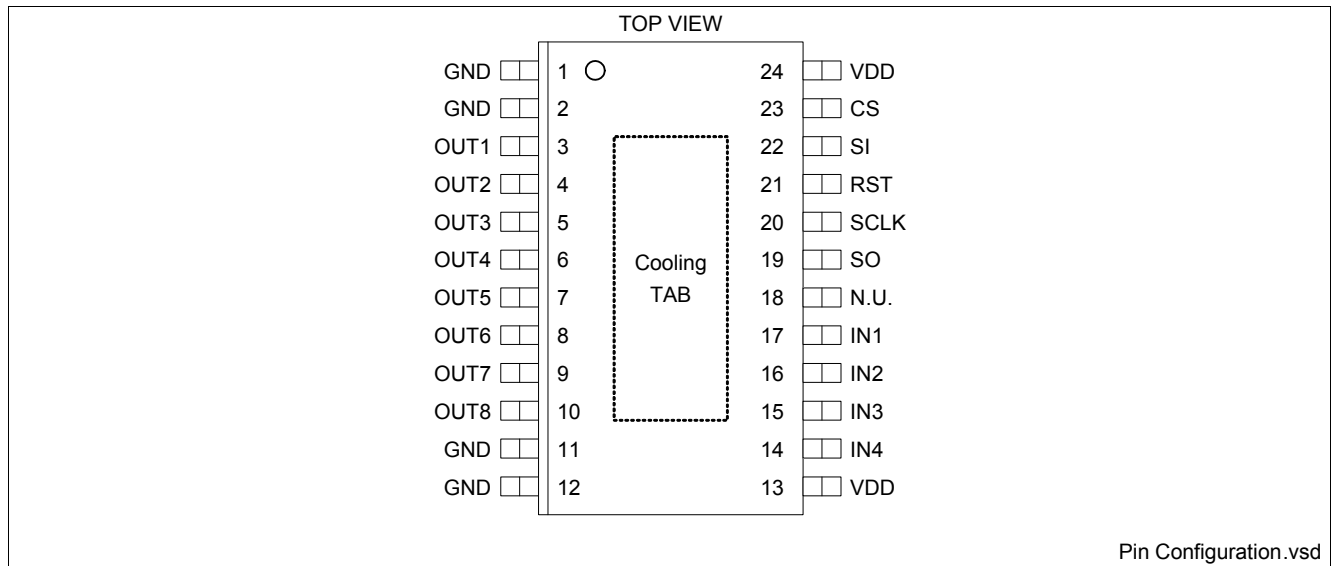 TOP VIEW
GND 1 24 VDD
GND 2 23 CS
OUT1 3 22 SI
OUT2 4 21 RST
OUT3 5 20 SCLK
OUT4 6 Cooling 19 SO
OUT5 7 TAB 18 N.U.
OUT6 8 17 IN1
OUT7 9 16 IN2
OUT8 10 15 IN3
GND 11 14 IN4
GND 12 13 VDD
Pin Configuration.vsd